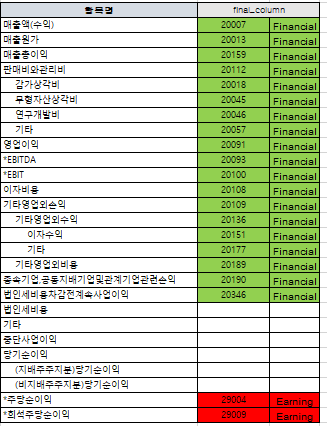 항목명 final_column
매출액(수익) 20007 Financial
매출원가 20013 Financial
매출총이익 20159 Financial
판매비와관리비 20112 Financial
감가상각비 20018 Financial
무형자산상각비 20045 Financial
연구개발비 20046 Financial
기타 20057 Financial
영업이익 20091 Financial
*EBITDA 20093 Financial
*EBIT 20100 Financial
이자비용 20108 Financial
기타영업외손익 20109 Financial
기타영업외수익 20136 Financial
이자수익 20151 Financial
기타 20177 Financial
기타영업외비용 20189 Financial
종속기업,공동지배기업및관계기업관련손익 20190 Financial
법인세비용차감전계속사업이익 20346 Financial
법인세비용
기타
중단사업이익
당기순이익
(지배주주지분)당기순이익
(비지배주주지분)당기순이익
*주당순이익 29004 Earning
*희석주당순이익 29009 Earning